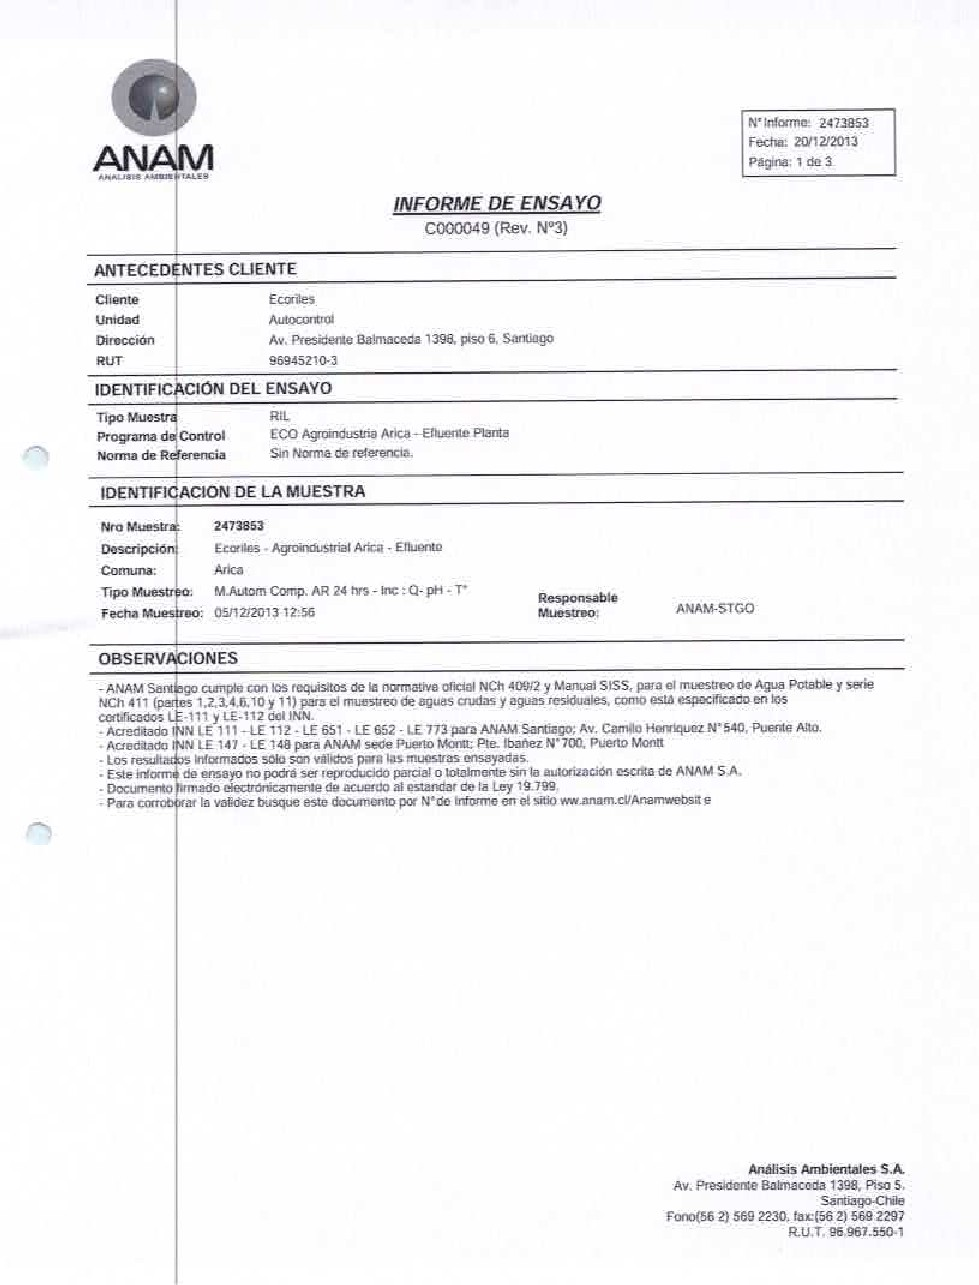 ANAM
ANALISIS AMBIENTALES
N° Informe: 2473853
Fecha: 20/12/2013
Página: 1 de 3
INFORME DE ENSAYO
C000049 (Rev. Nº3)
ANTECEDENTES CLIENTE
Cliente Ecoriles
Unidad Autocontrol
Dirección Av. Presidente Balmaceda 1398, piso 6, Santiago
RUT 96945210-3
IDENTIFICACIÓN DEL ENSAYO
Tipo Muestra RIL
Programa de Control ECO Agroindustria Arica - Efluente Planta
Norma de Referencia Sin Norma de referencia.
IDENTIFICACION DE LA MUESTRA
Nro Muestra: 2473853
Descripción: Ecoriles - Agroindustrial Arica - Efluento
Comuna: Arica
Tipo Muestreo: M.Autom Comp. AR 24 hrs - Inc : Q- pH - T°
Fecha Muestreo: 05/12/2013 12:56
Responsable
Muestreo: ANAM-STGO
OBSERVACIONES
- ANAM Santiago cumple con los requisitos de la normativa oficial NCh 409/2 y Manual SISS, para el muestreo de Agua Potable y serie
NCh 411 (partes 1,2,3,4,6,10 y 11) para el muestreo de aguas crudas y aguas residuales, como está especificado en los
certificados LE-111 y LE-112 del INN.
- Acreditado INN LE 111 - LE 112 - LE 651 - LE 652 - LE 773 para ANAM Santiago; Av. Camilo Henriquez N°540, Puente Alto.
- Acreditado INN LE 147 - LE 148 para ANAM sede Puerto Montt; Pte. Ibañez N°700, Puerto Montt
- Los resultados informados sólo son válidos para las muestras ensayadas.
- Este informe de ensayo no podrá ser reproducido parcial o totalmente sin la autorización escrita de ANAM S.A.
- Documento firmado electrónicamente de acuerdo al estandar de la Ley 19.799.
- Para corroborar la validez busque este documento por N°de Informe en el sitio ww.anam.cl/Anamwebsit e
Análisis Ambientales S.A.
Av. Presidente Balmaceda 1398, Piso 5.
Santiago-Chile
Fono(56 2) 569 2230, fax:(56 2) 569 2297
R.U.T. 96.967.550-1